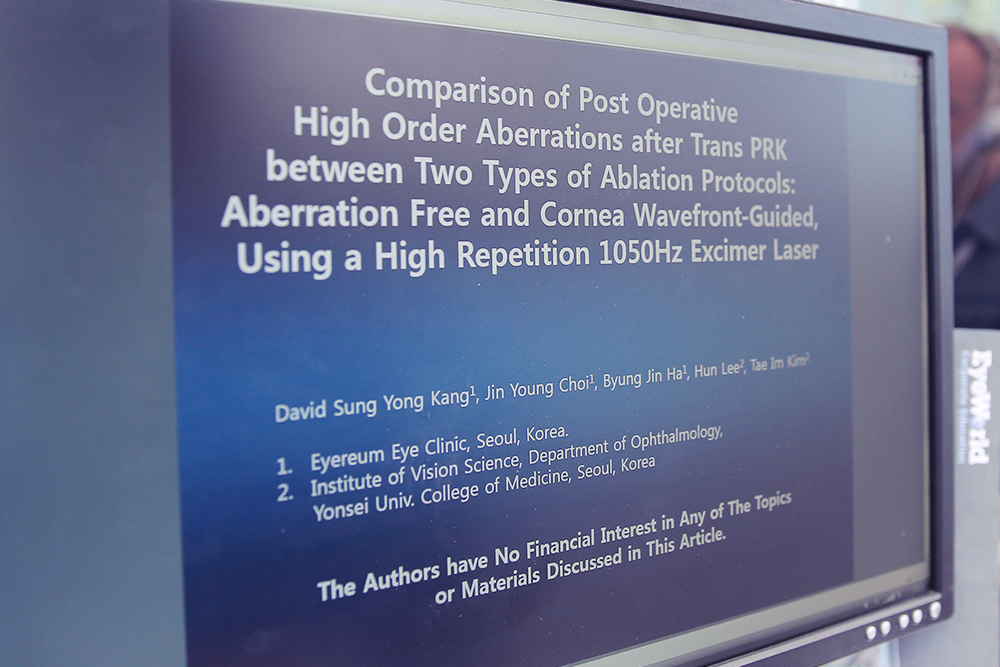 Comparison of Post Operative
High Order Aberrations after Trans PRK
between Two Types of Ablation Protocols:
Aberration Free and Cornea Wavefront-Guided,
Using a High Repetition 1050Hz Excimer Laser
David Sung Yong Kang¹, Jin Young Choi¹, Byung Jin Ha¹, Hun Lee², Tae Im Kim²
1. Eyereum Eye Clinic, Seoul, Korea.
2. Institute of Vision Science, Department of Ophthalmology,
Yonsei Univ. College of Medicine, Seoul, Korea
The Authors have No Financial Interest in Any of The Topics
or Materials Discussed in This Article.
EyeWorld